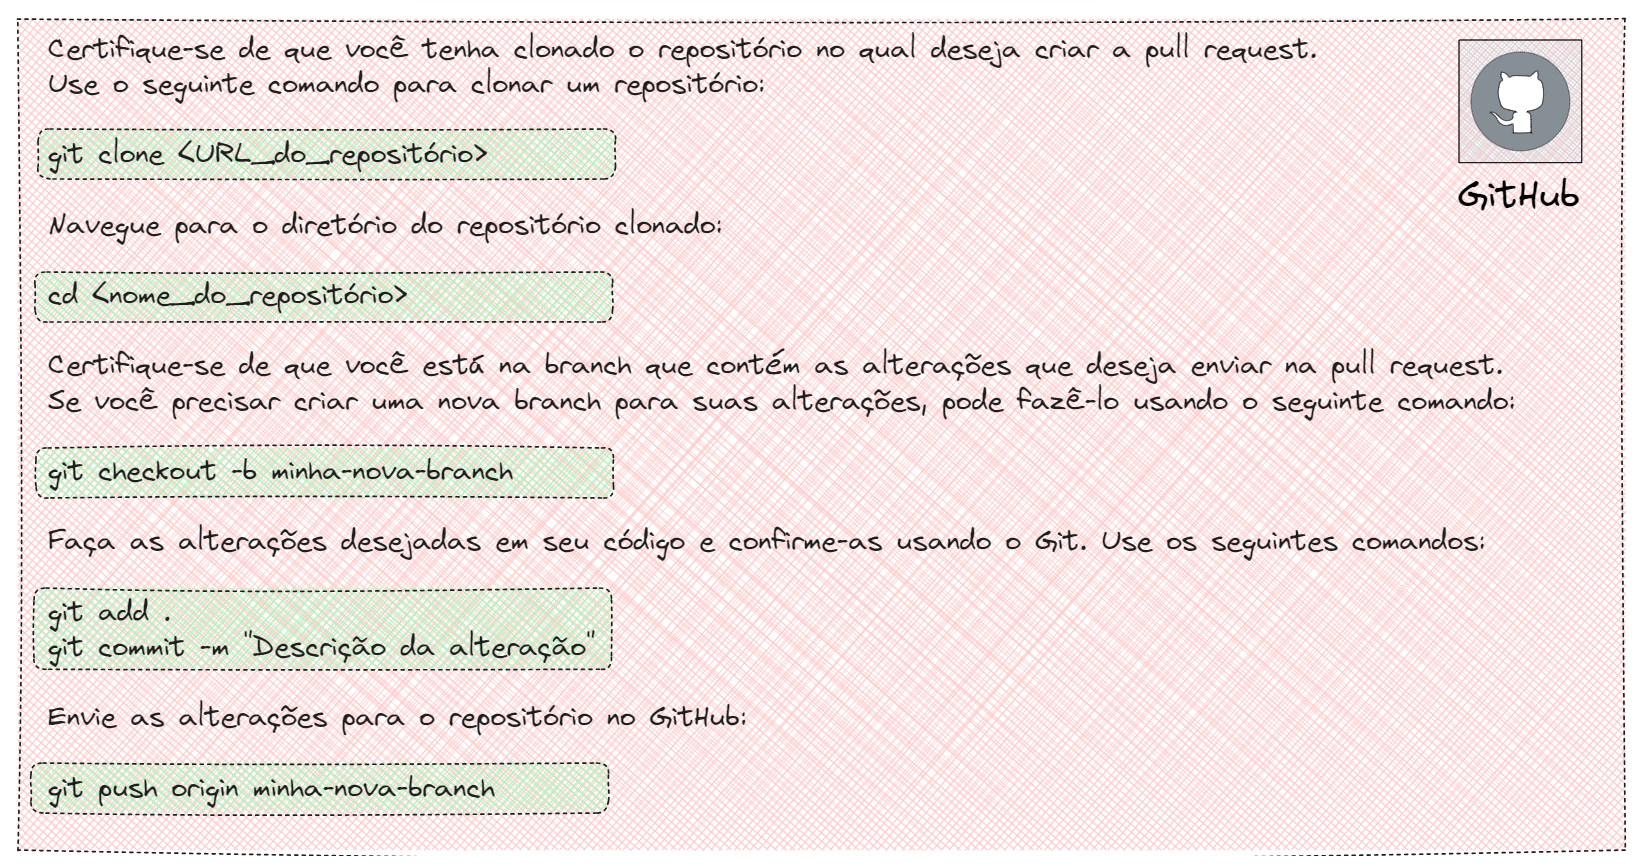 Certifique-se de que você tenha clonado o repositório no qual deseja criar a pull request.
Use o seguinte comando para clonar um repositório:
git clone <URL_do_repositório>
GitHub
Navegue para o diretório do repositório clonado:
cd <nome_do_repositório>
Certifique-se de que você está na branch que contém as alterações que deseja enviar na pull request.
Se você precisar criar uma nova branch para suas alterações, pode fazê-lo usando o seguinte comando:
git checkout -b minha-nova-branch
Faça as alterações desejadas em seu código e confirme-as usando o Git. Use os seguintes comandos:
git add .
git commit -m "Descrição da alteração"
Envie as alterações para o repositório no GitHub:
git push origin minha-nova-branch